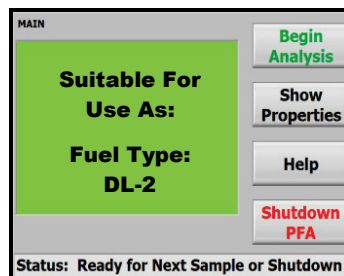 MAIN
Suitable For
Use As:
Fuel Type:
DL-2
Begin
Analysis
Show
Properties
Help
Shutdown
PFA
Status: Ready for Next Sample or Shutdown